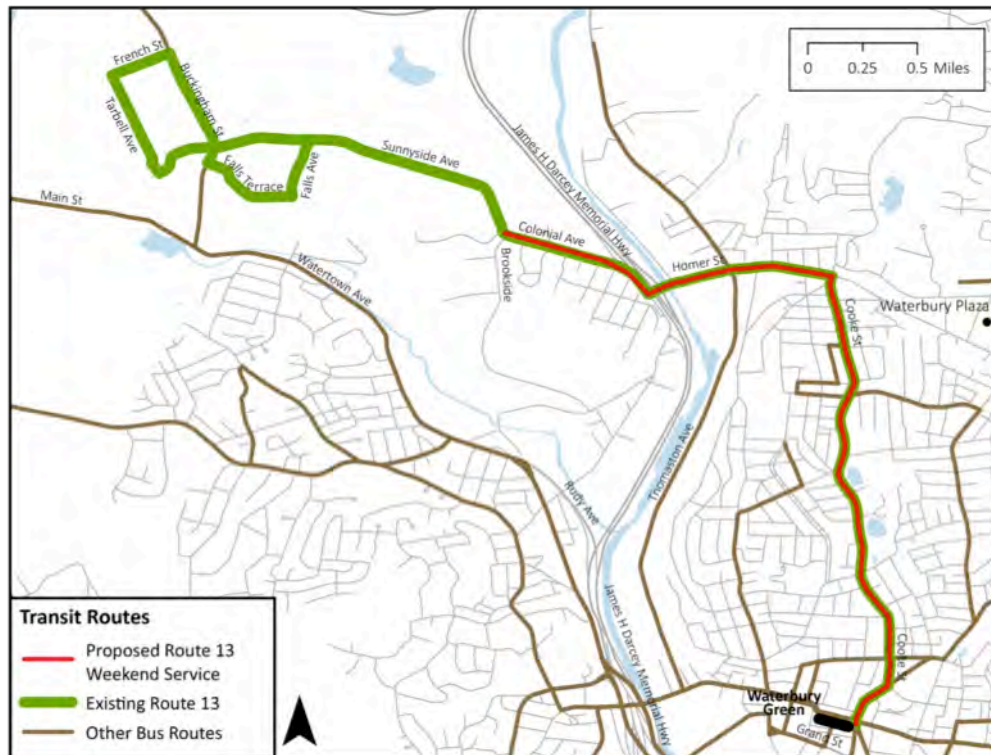 French St
Buckingham St
Tarbell Ave
Falls Terrace
Falls Ave
Sunnyside Ave
James H Darcey Memorial Hwy
0 0.25 0.5 Miles
Main St
Watertown Ave
Colonial Ave
Brookside
Homer St
Cooke St
Waterbury Plaza
Thomaston Ave
Rudy Ave
James H Darcey Memorial Hwy
Cooke St
Waterbury
Green
Grand St
Transit Routes
Proposed Route 13
Weekend Service
Existing Route 13
Other Bus Routes